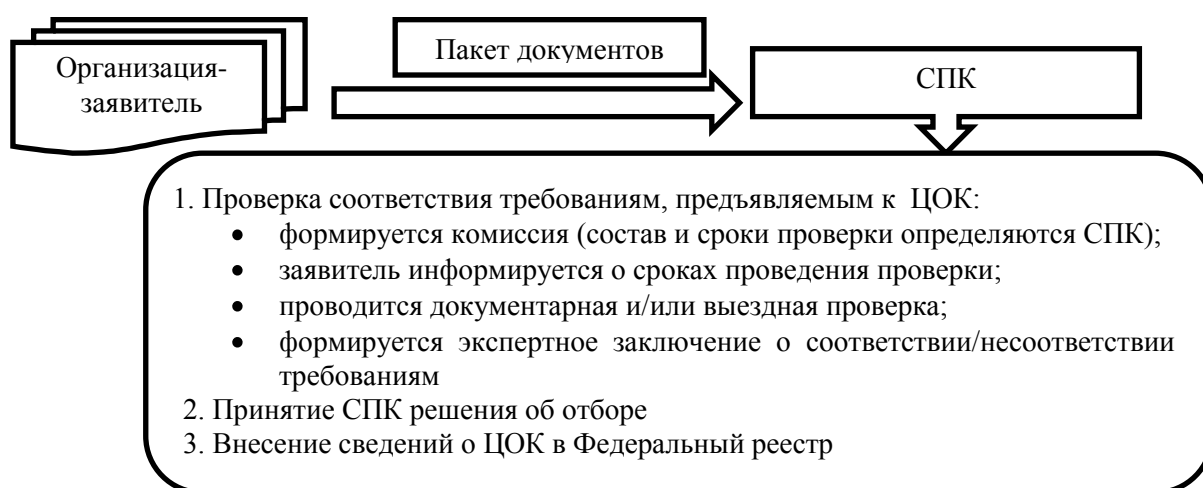 Организация-
заявитель
Пакет документов
СПК
1. Проверка соответствия требованиям, предъявляемым к ЦОК:
• формируется комиссия (состав и сроки проверки определяются СПК);
• заявитель информируется о сроках проведения проверки;
• проводится документарная и/или выездная проверка;
• формируется экспертное заключение о соответствии/несоответствии
требованиям
2. Принятие СПК решения об отборе
3. Внесение сведений о ЦОК в Федеральный реестр